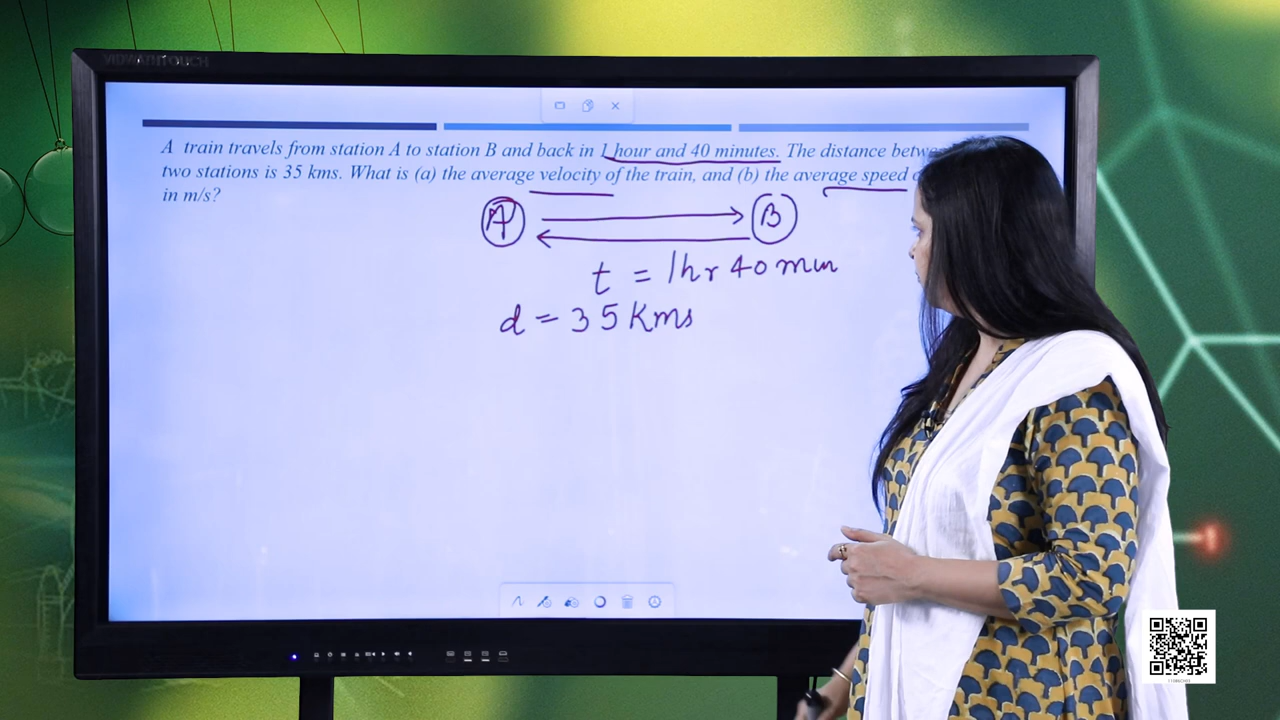 VIDWATTOUCH
A train travels from station A to station B and back in 1 hour and 40 minutes. The distance
two stations is 35 kms. What is (a) the average velocity of the train, and (b) the average speed
in m/s?
A B
t = 1hr 40 min
d = 35 Kms